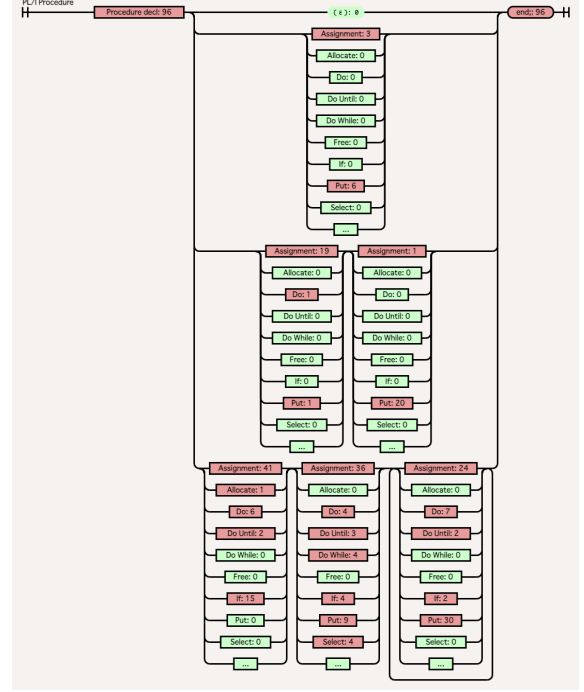 PL/I Procedure
Procedure decl: 96
( ε ): 0
end;: 96
Assignment: 3
Allocate: 0
Do: 0
Do Until: 0
Do While: 0
Free: 0
If: 0
Put: 6
Select: 0
...
Assignment: 19 Assignment: 1
Allocate: 0 Allocate: 0
Do: 1 Do: 0
Do Until: 0 Do Until: 0
Do While: 0 Do While: 0
Free: 0 Free: 0
If: 0 If: 0
Put: 1 Put: 20
Select: 0 Select: 0
... ...
Assignment: 41 Assignment: 36 Assignment: 24
Allocate: 1 Allocate: 0 Allocate: 0
Do: 6 Do: 4 Do: 7
Do Until: 2 Do Until: 3 Do Until: 2
Do While: 0 Do While: 4 Do While: 0
Free: 0 Free: 0 Free: 0
If: 15 If: 4 If: 2
Put: 0 Put: 9 Put: 30
Select: 0 Select: 4 Select: 0
... ... ...